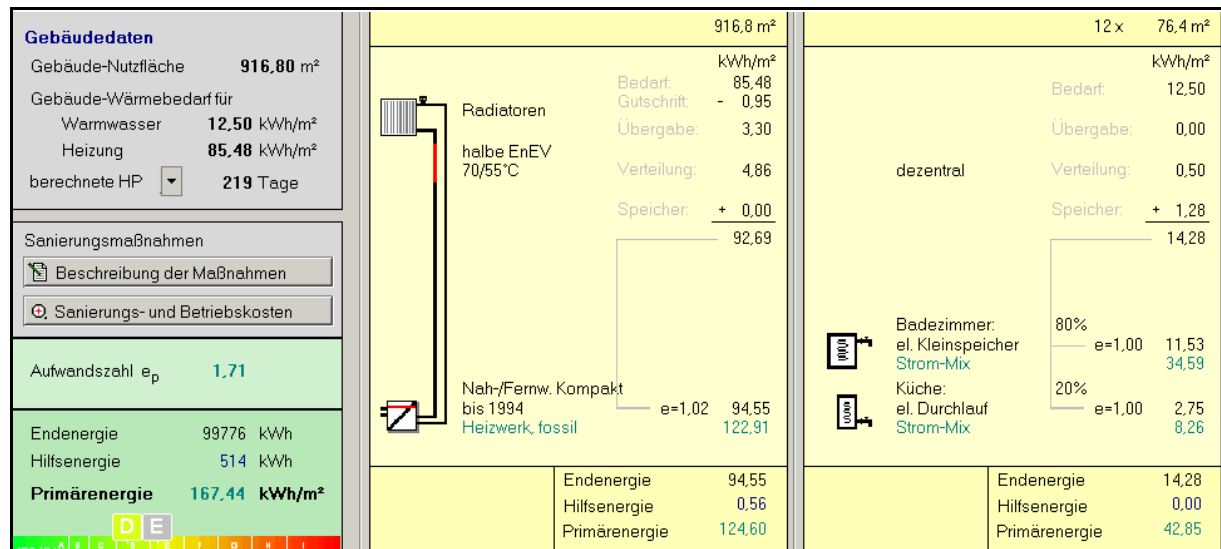 Gebäudedaten
Gebäude-Nutzfläche 916,80 m²
Gebäude-Wärmebedarf für
Warmwasser 12,50 kWh/m²
Heizung 85,48 kWh/m²
berechnete HP 219 Tage
Sanierungsmaßnahmen
Beschreibung der Maßnahmen
Sanierungs- und Betriebskosten
Aufwandszahl ep 1,71
Endenergie 99776 kWh
Hilfsenergie 514 kWh
Primärenergie 167,44 kWh/m²
D E
A B C D E F G H I
916,8 m²
kWh/m²
Bedarf: 85,48
Gutschrift: - 0,95
Radiatoren
Übergabe: 3,30
halbe EnEV
70/55°C
Verteilung: 4,86
Speicher: + 0,00
92,69
Nah-/Fernw. Kompakt
bis 1994 e=1,02 94,55
Heizwerk, fossil 122,91
Endenergie 94,55
Hilfsenergie 0,56
Primärenergie 124,60
12 x 76,4 m²
kWh/m²
Bedarf: 12,50
Übergabe: 0,00
dezentral Verteilung: 0,50
Speicher: + 1,28
14,28
Badezimmer: 80%
el. Kleinspeicher e=1,00 11,53
Strom-Mix 34,59
Küche: 20%
el. Durchlauf e=1,00 2,75
Strom-Mix 8,26
Endenergie 14,28
Hilfsenergie 0,00
Primärenergie 42,85